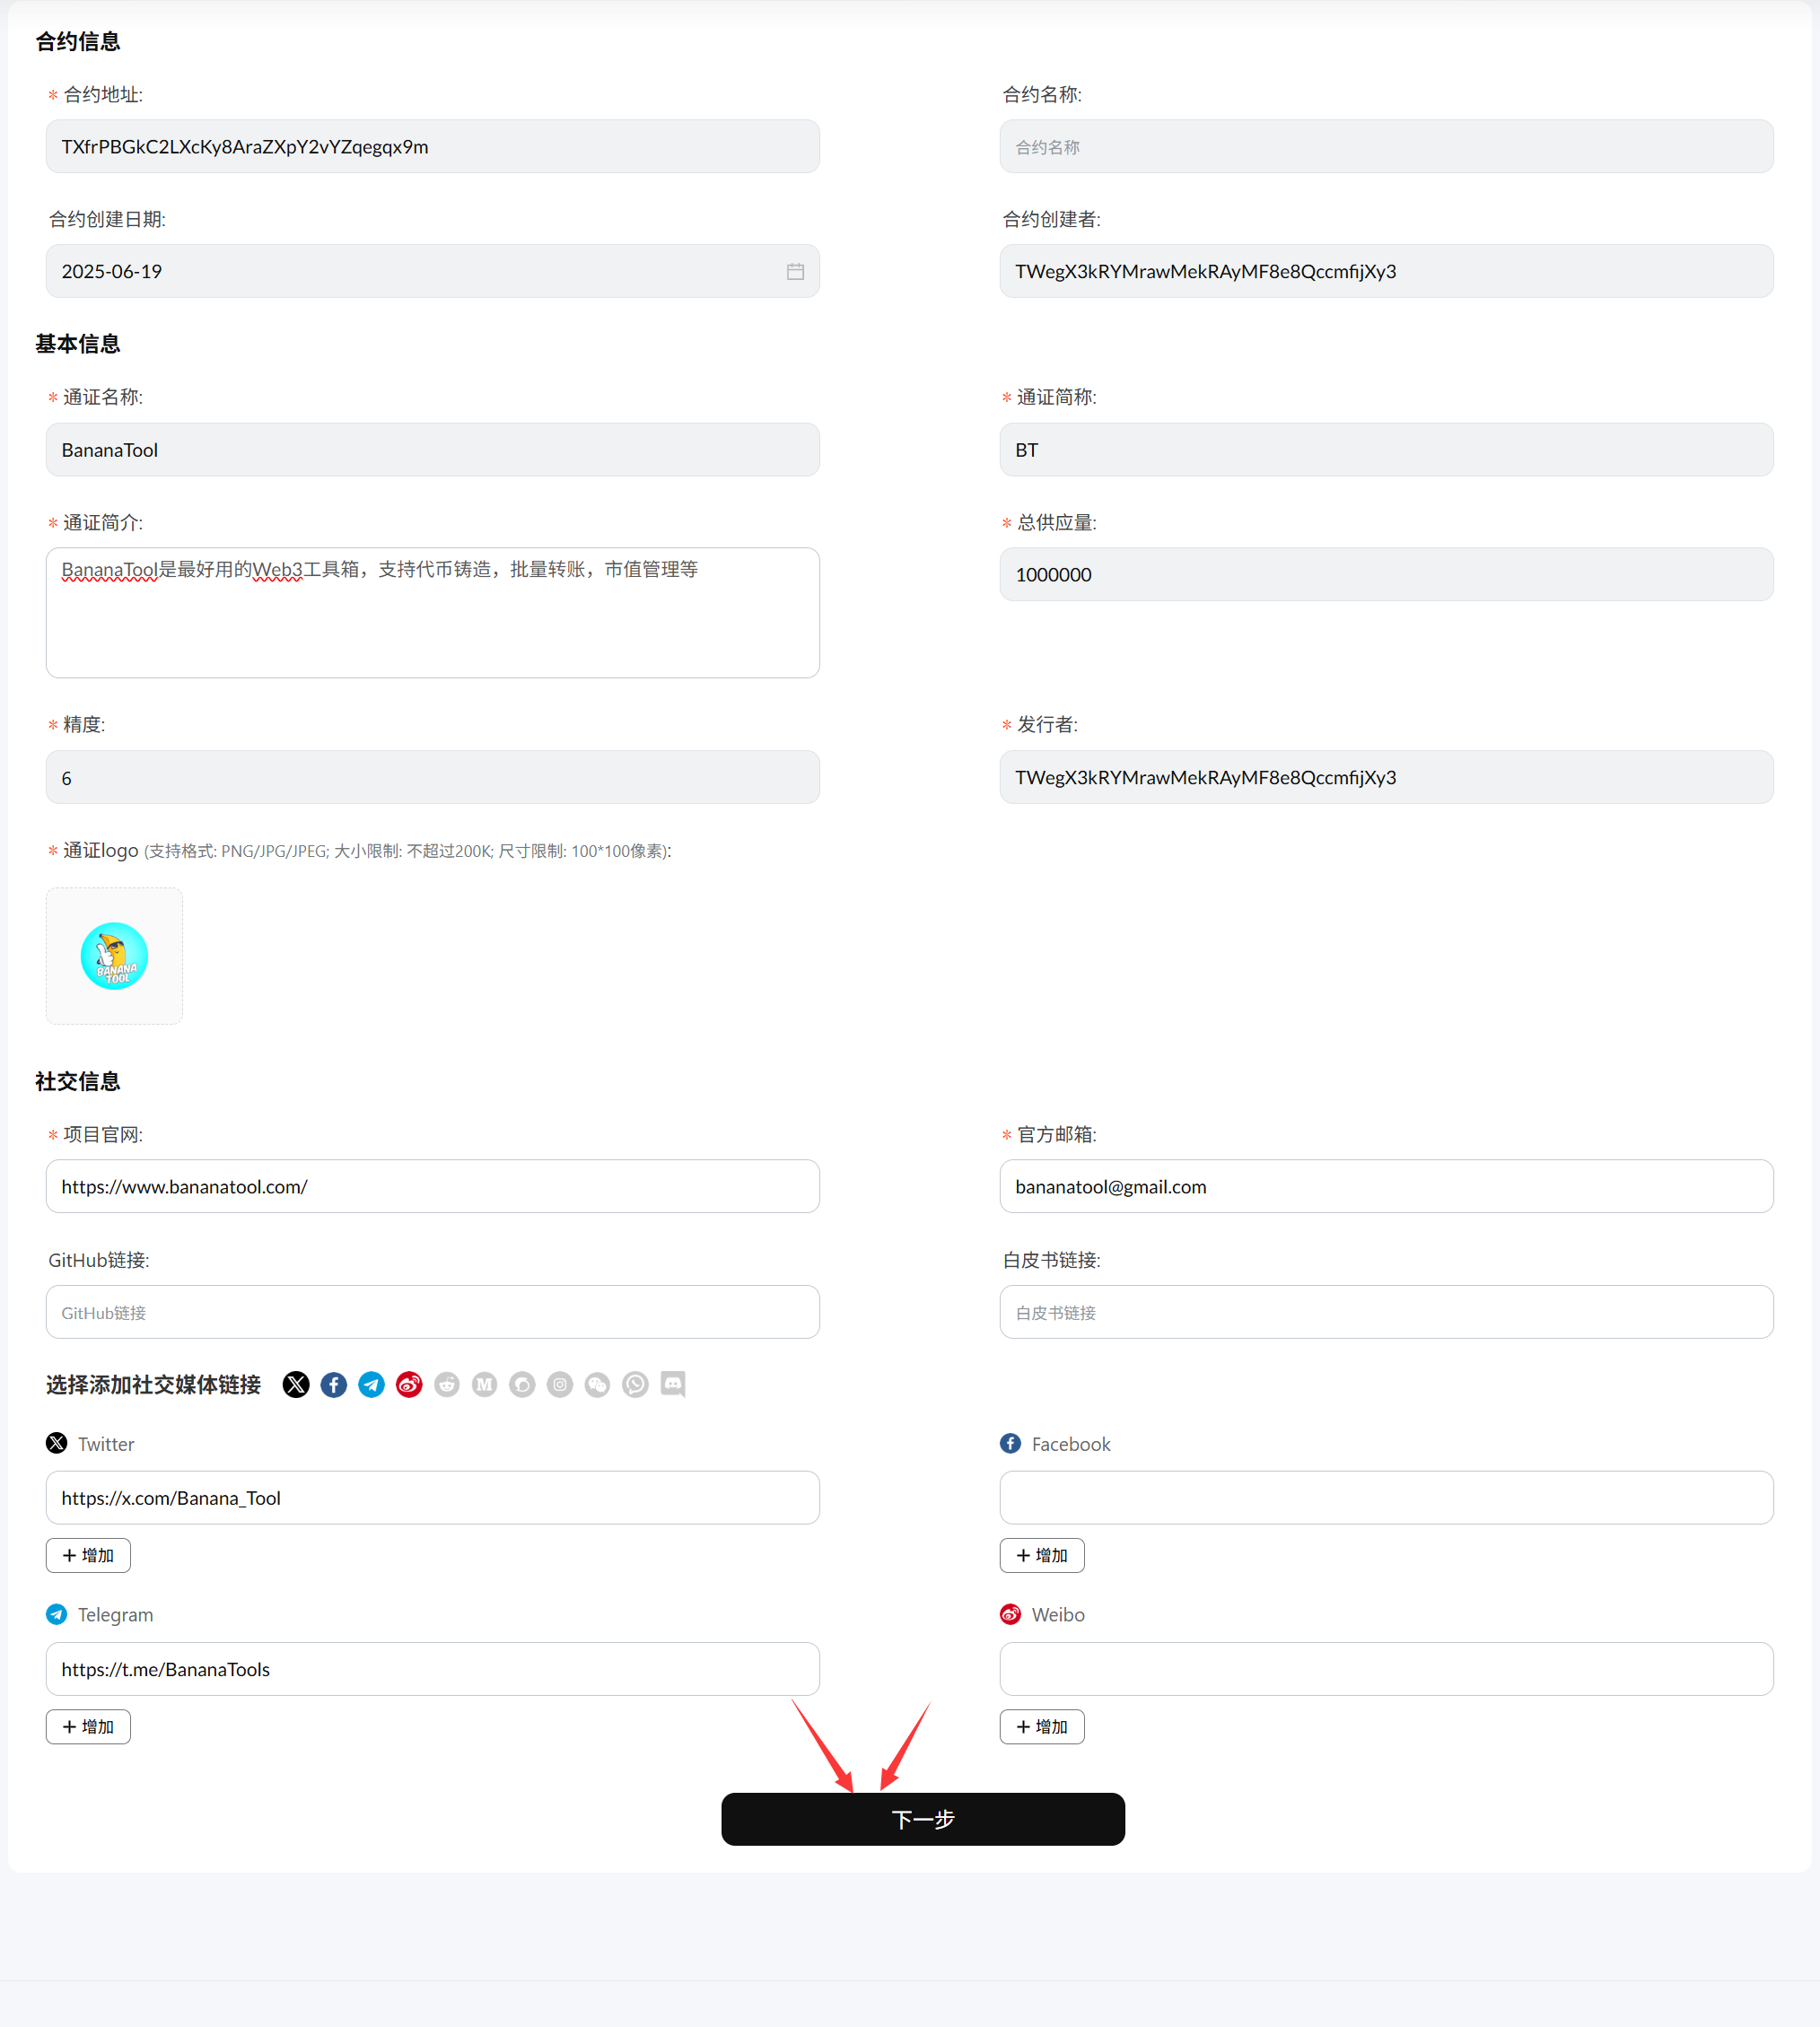 合约信息
* 合约地址:
合约名称:
TXfrPBGkC2LXcKy8AraZXpY2vYZqegqx9m
合约名称
合约创建日期:
合约创建者:
2025-06-19
TWegX3kRYMrawMekRAyMF8e8QccmfijXy3
基本信息
* 通证名称:
* 通证简称:
BananaTool
BT
* 通证简介:
* 总供应量:
BananaTool是最好用的Web3工具箱，支持代币铸造，批量转账，市值管理等
1000000
* 精度:
* 发行者:
6
TWegX3kRYMrawMekRAyMF8e8QccmfijXy3
* 通证logo (支持格式: PNG/JPG/JPEG; 大小限制: 不超过200K; 尺寸限制: 100*100像素):
BANANA
TOOL
社交信息
* 项目官网:
* 官方邮箱:
https://www.bananatool.com/
bananatool@gmail.com
GitHub链接:
白皮书链接:
GitHub链接
白皮书链接
选择添加社交媒体链接
Twitter
Facebook
https://x.com/Banana_Tool
+ 增加
+ 增加
Telegram
Weibo
https://t.me/BananaTools
+ 增加
+ 增加
下一步